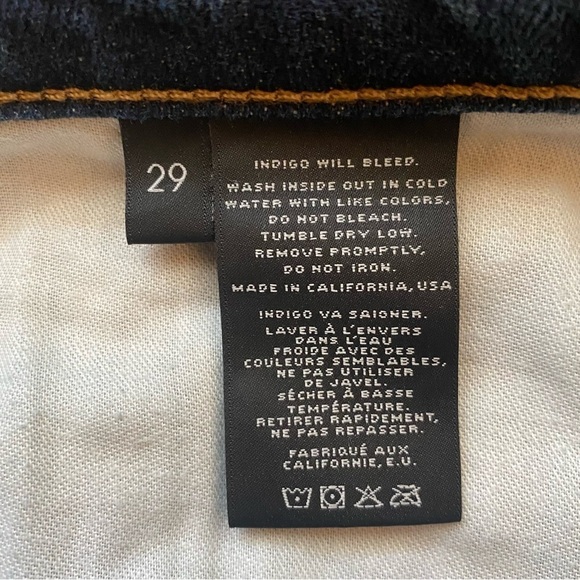 29
INDIGO WILL BLEED.
WASH INSIDE OUT IN COLD
WATER WITH LIKE COLORS,
DO NOT BLEACH.
TUMBLE DRY LOW.
REMOVE PROMPTLY,
DO NOT IRON.
MADE IN CALIFORNIA, USA
INDIGO VA SAIGNER.
LAVER À L'ENVERS
DANS L'EAU
FROIDE AVEC DES
COULEURS SEMBLABLES,
NE PAS UTILISER
DE JAVEL.
SÉCHER À BASSE
TEMPÉRATURE.
RETIRER RAPIDEMENT,
NE PAS REPASSER.
FABRIQUÉ AUX
CALIFORNIE, E.U.